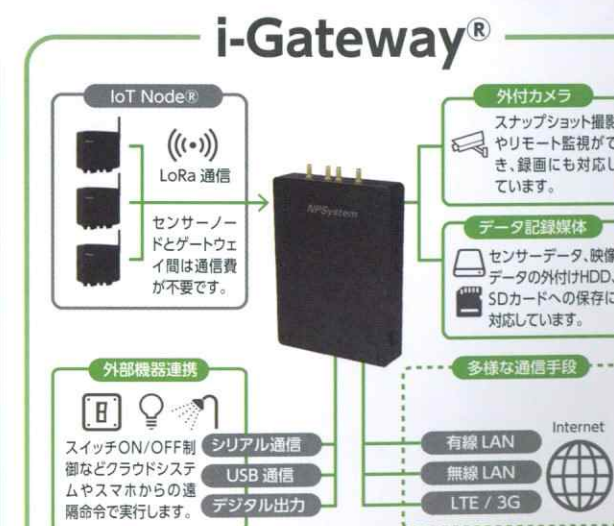 i-Gateway®
IoT Node®
LoRa 通信
センサーノー
ドとゲートウェ
イ間は通信費
が不要です。
NPSystem
外付カメラ
スナップショット撮影
やリモート監視がで
き、録画にも対応し
ています。
データ記録媒体
センサーデータ、映像
データの外付けHDD、
SDカードへの保存に
対応しています。
外部機器連携
スイッチON/OFF制
御などクラウドシステ
ムやスマホからの遠
隔命令で実行します。
シリアル通信
USB 通信
デジタル出力
多様な通信手段
有線 LAN
無線 LAN
LTE / 3G
Internet